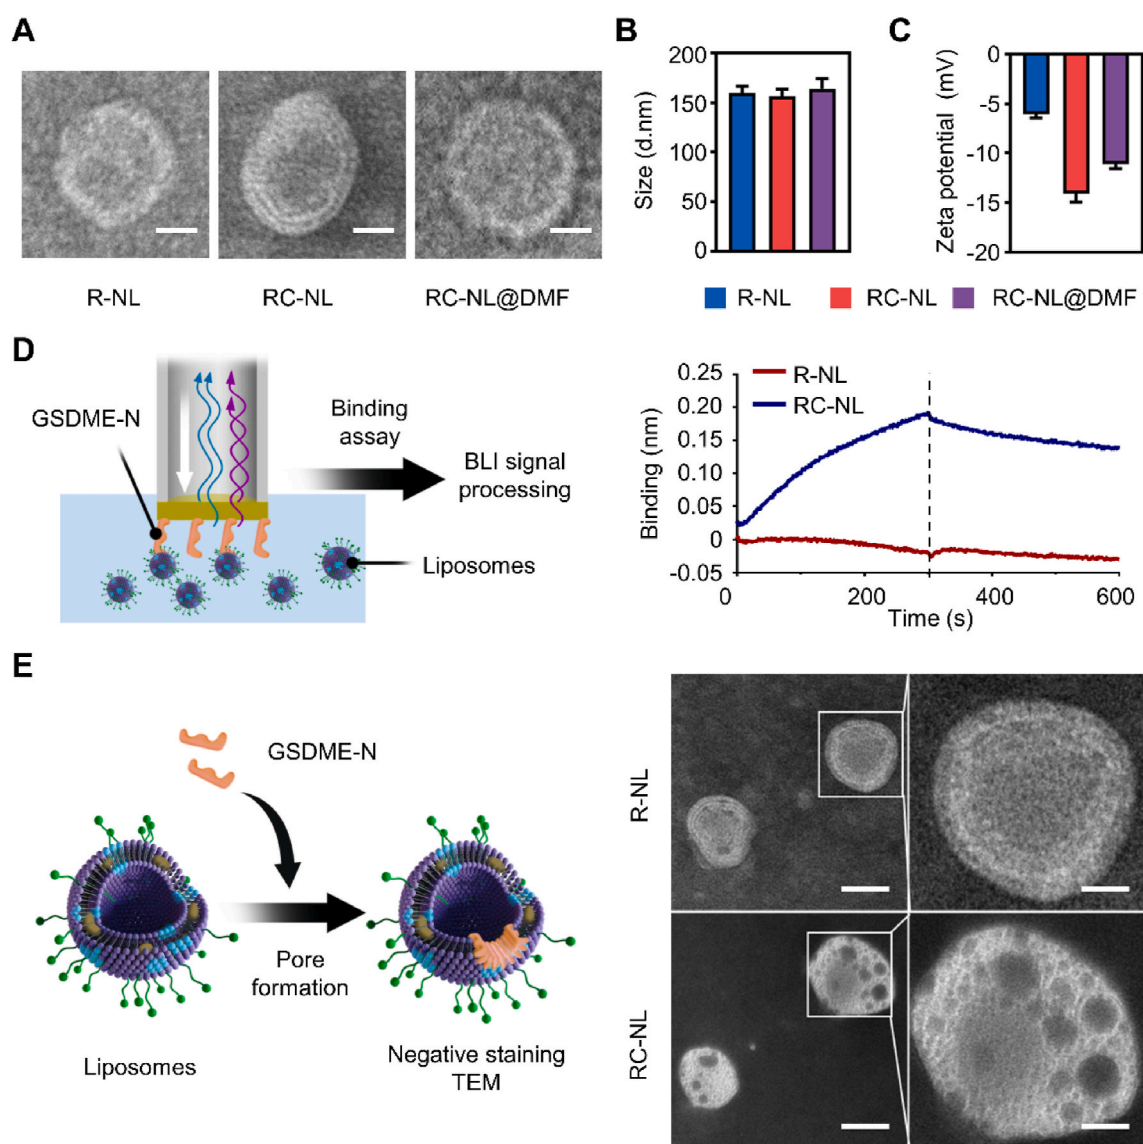 A
R-NL
RC-NL
RC-NL@DMF
B
Size (d.nm)
200
150
100
50
0
C
Zeta potential (mV)
0
-5
-10
-15
-20
R-NL
RC-NL
RC-NL@DMF
D
GSDME-N
Binding
assay
BLI signal
processing
Liposomes
Binding (nm)
0.25
0.20
0.15
0.10
0.05
0
-0.05
R-NL
RC-NL
0
200
400
600
Time (s)
E
GSDME-N
Pore
formation
Liposomes
Negative staining
TEM
R-NL
RC-NL